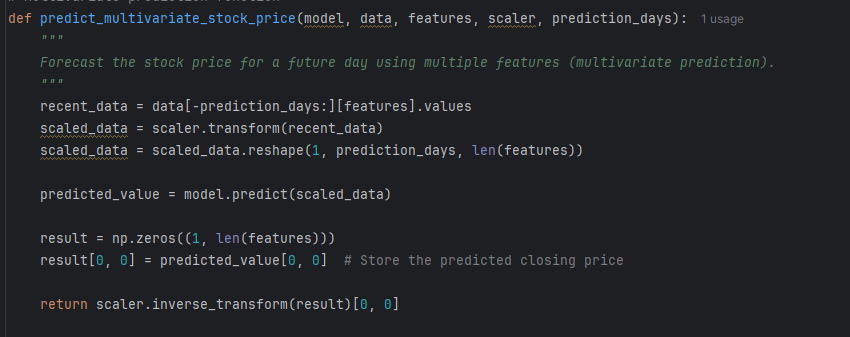 def predict_multivariate_stock_price(model, data, features, scaler, prediction_days): 1 usage
"""
Forecast the stock price for a future day using multiple features (multivariate prediction).
"""
recent_data = data[-prediction_days:][features].values
scaled_data = scaler.transform(recent_data)
scaled_data = scaled_data.reshape(1, prediction_days, len(features))
predicted_value = model.predict(scaled_data)
result = np.zeros((1, len(features)))
result[0, 0] = predicted_value[0, 0]  # Store the predicted closing price
return scaler.inverse_transform(result)[0, 0]